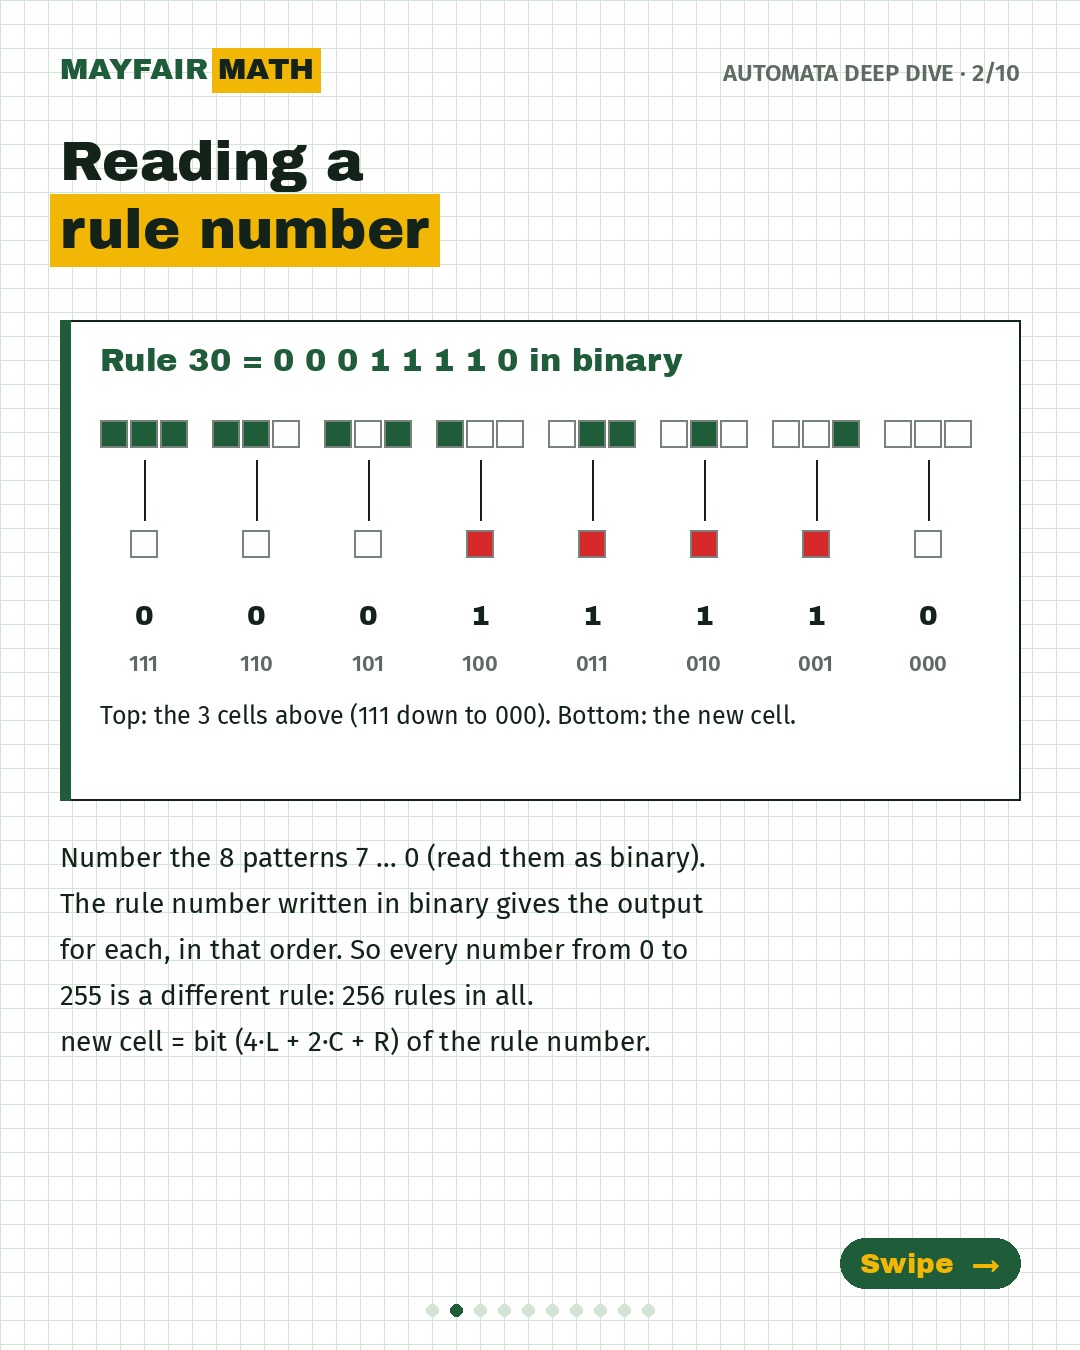 MAYFAIR MATH
AUTOMATA DEEP DIVE · 2/10
Reading a
rule number
Rule 30 = 0 0 0 1 1 1 1 0 in binary
0 0 0 1 1 1 1 0
111 110 101 100 011 010 001 000
Top: the 3 cells above (111 down to 000). Bottom: the new cell.
Number the 8 patterns 7 ... 0 (read them as binary).
The rule number written in binary gives the output
for each, in that order. So every number from 0 to
255 is a different rule: 256 rules in all.
new cell = bit (4·L + 2·C + R) of the rule number.
Swipe →